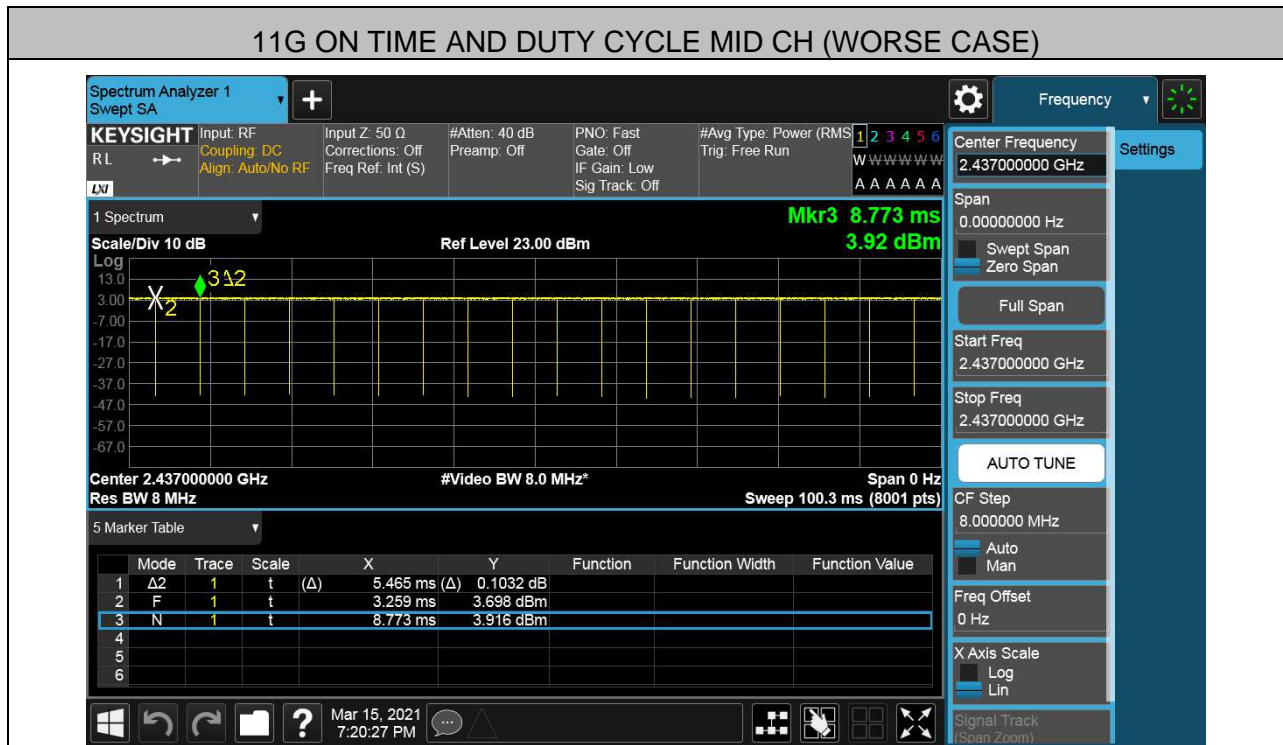 11G ON TIME AND DUTY CYCLE MID CH (WORSE CASE)
Spectrum Analyzer 1
Swept SA
+
Frequency
KEYSIGHT
RL
LXI
Input: RF
Coupling: DC
Align: Auto/No RF
Input Z: 50 Ω
Corrections: Off
Freq Ref: Int (S)
#Atten: 40 dB
Preamp: Off
PNO: Fast
Gate: Off
IF Gain: Low
Sig Track: Off
#Avg Type: Power (RMS
Trig: Free Run
1 2 3 4 5 6
W W W W W W
A A A A A A
1 Spectrum
Mkr3 8.773 ms
Scale/Div 10 dB
Ref Level 23.00 dBm
3.92 dBm
Log
13.0
3.00
-7.00
-17.0
-27.0
-37.0
-47.0
-57.0
-67.0
3 Δ2
X2
Center 2.437000000 GHz
#Video BW 8.0 MHz*
Span 0 Hz
Res BW 8 MHz
Sweep 100.3 ms (8001 pts)
5 Marker Table
Mode Trace Scale X Y Function Function Width Function Value
1 Δ2 1 t (Δ) 5.465 ms (Δ) 0.1032 dB
2 F 1 t 3.259 ms 3.698 dBm
3 N 1 t 8.773 ms 3.916 dBm
4
5
6
?
Mar 15, 2021
7:20:27 PM
Center Frequency
2.437000000 GHz
Settings
Span
0.00000000 Hz
Swept Span
Zero Span
Full Span
Start Freq
2.437000000 GHz
Stop Freq
2.437000000 GHz
AUTO TUNE
CF Step
8.000000 MHz
Auto
Man
Freq Offset
0 Hz
X Axis Scale
Log
Lin
Signal Track
(Span Zoom)